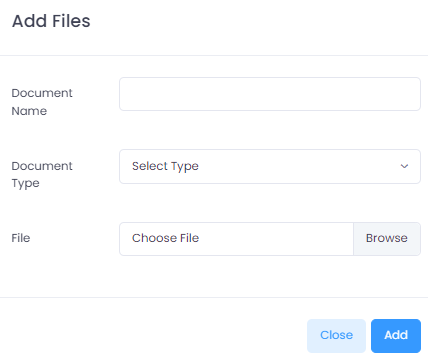 Add Files
Document
Name
Document
Type
Select Type
File
Choose File
Browse
Close
Add